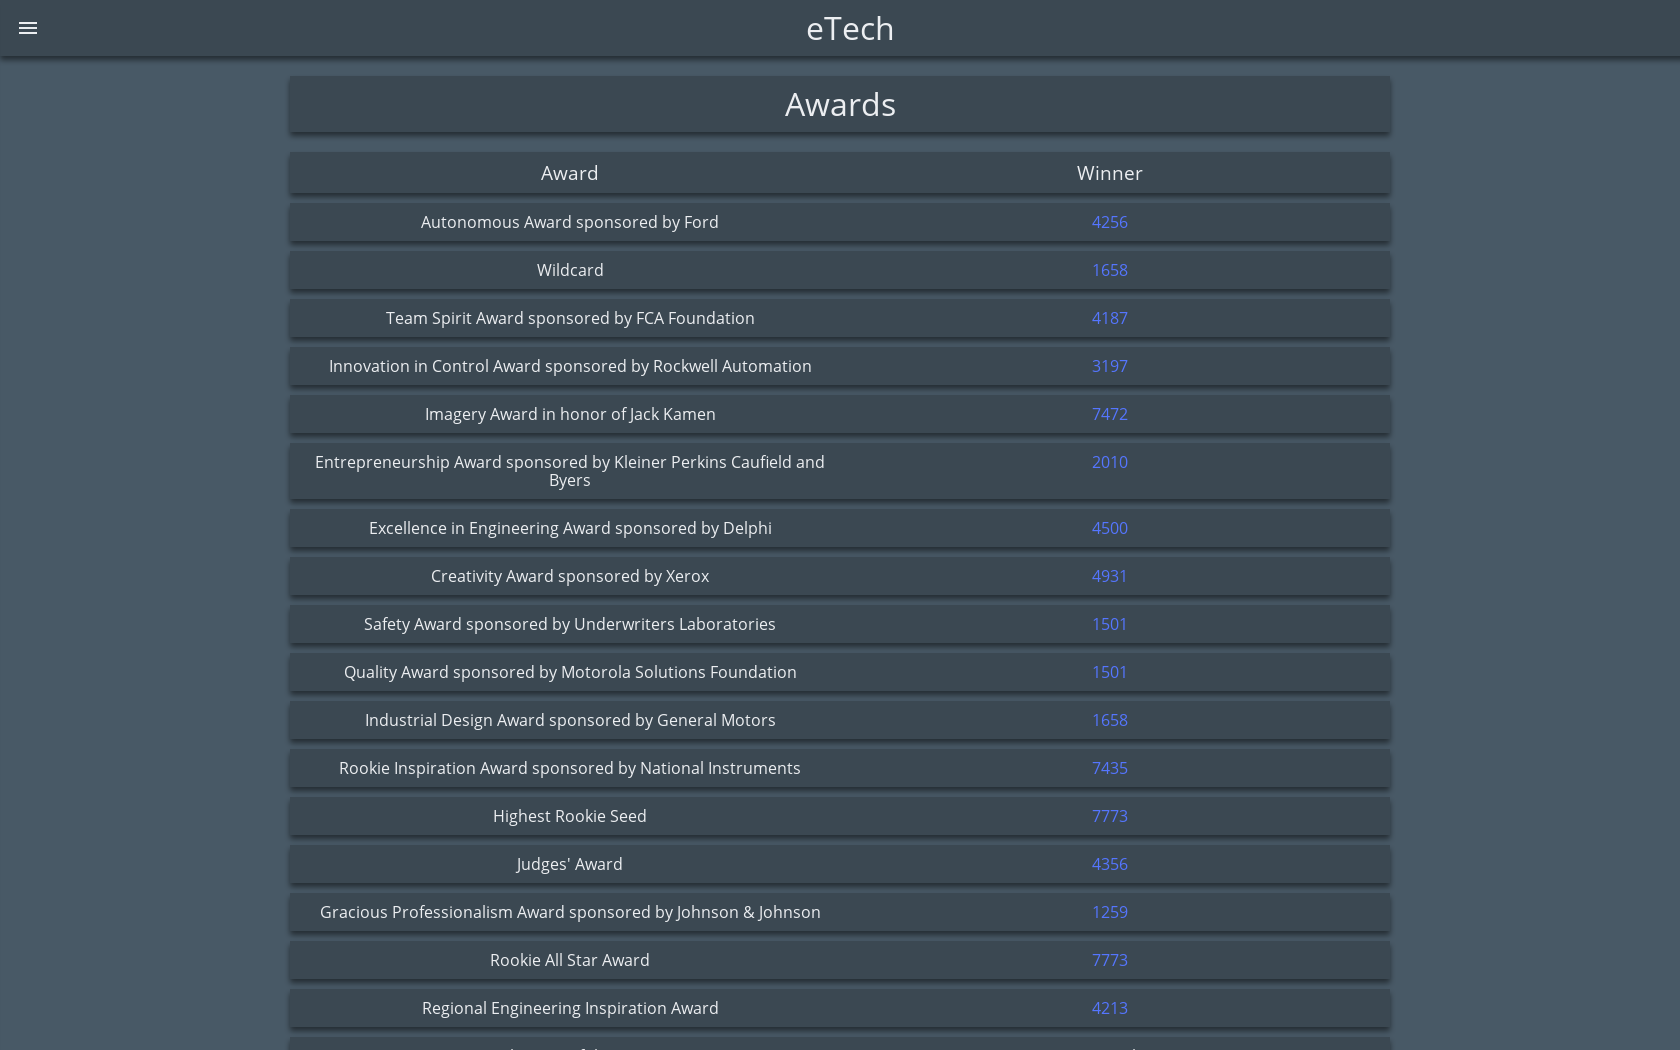 eTech
Awards
Award Winner
Autonomous Award sponsored by Ford 4256
Wildcard 1658
Team Spirit Award sponsored by FCA Foundation 4187
Innovation in Control Award sponsored by Rockwell Automation 3197
Imagery Award in honor of Jack Kamen 7472
Entrepreneurship Award sponsored by Kleiner Perkins Caufield and 2010
Byers
Excellence in Engineering Award sponsored by Delphi 4500
Creativity Award sponsored by Xerox 4931
Safety Award sponsored by Underwriters Laboratories 1501
Quality Award sponsored by Motorola Solutions Foundation 1501
Industrial Design Award sponsored by General Motors 1658
Rookie Inspiration Award sponsored by National Instruments 7435
Highest Rookie Seed 7773
Judges' Award 4356
Gracious Professionalism Award sponsored by Johnson & Johnson 1259
Rookie All Star Award 7773
Regional Engineering Inspiration Award 4213